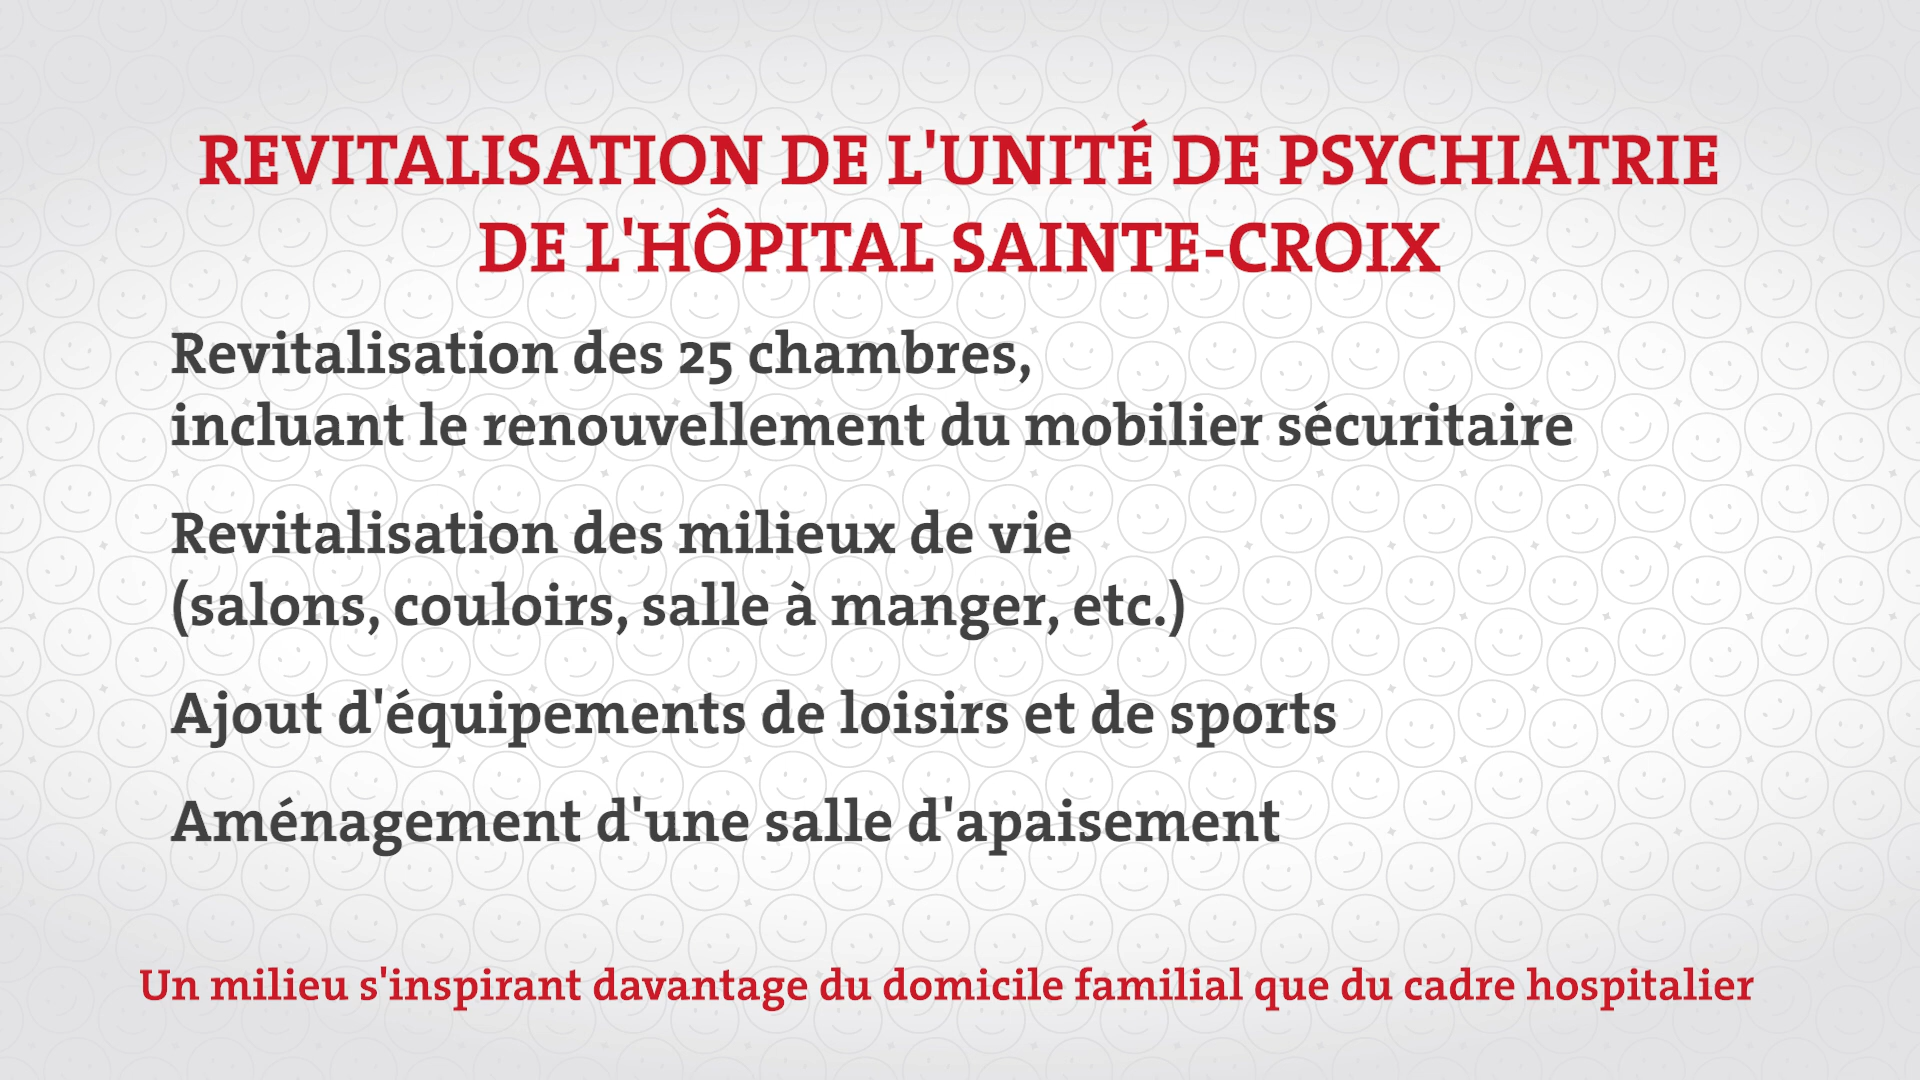 REVITALISATION DE L'UNITÉ DE PSYCHIATRIE
DE L'HÔPITAL SAINTE-CROIX
Revitalisation des 25 chambres,
incluant le renouvellement du mobilier sécuritaire
Revitalisation des milieux de vie
(salons, couloirs, salle à manger, etc.)
Ajout d'équipements de loisirs et de sports
Aménagement d'une salle d'apaisement
Un milieu s'inspirant davantage du domicile familial que du cadre hospitalier